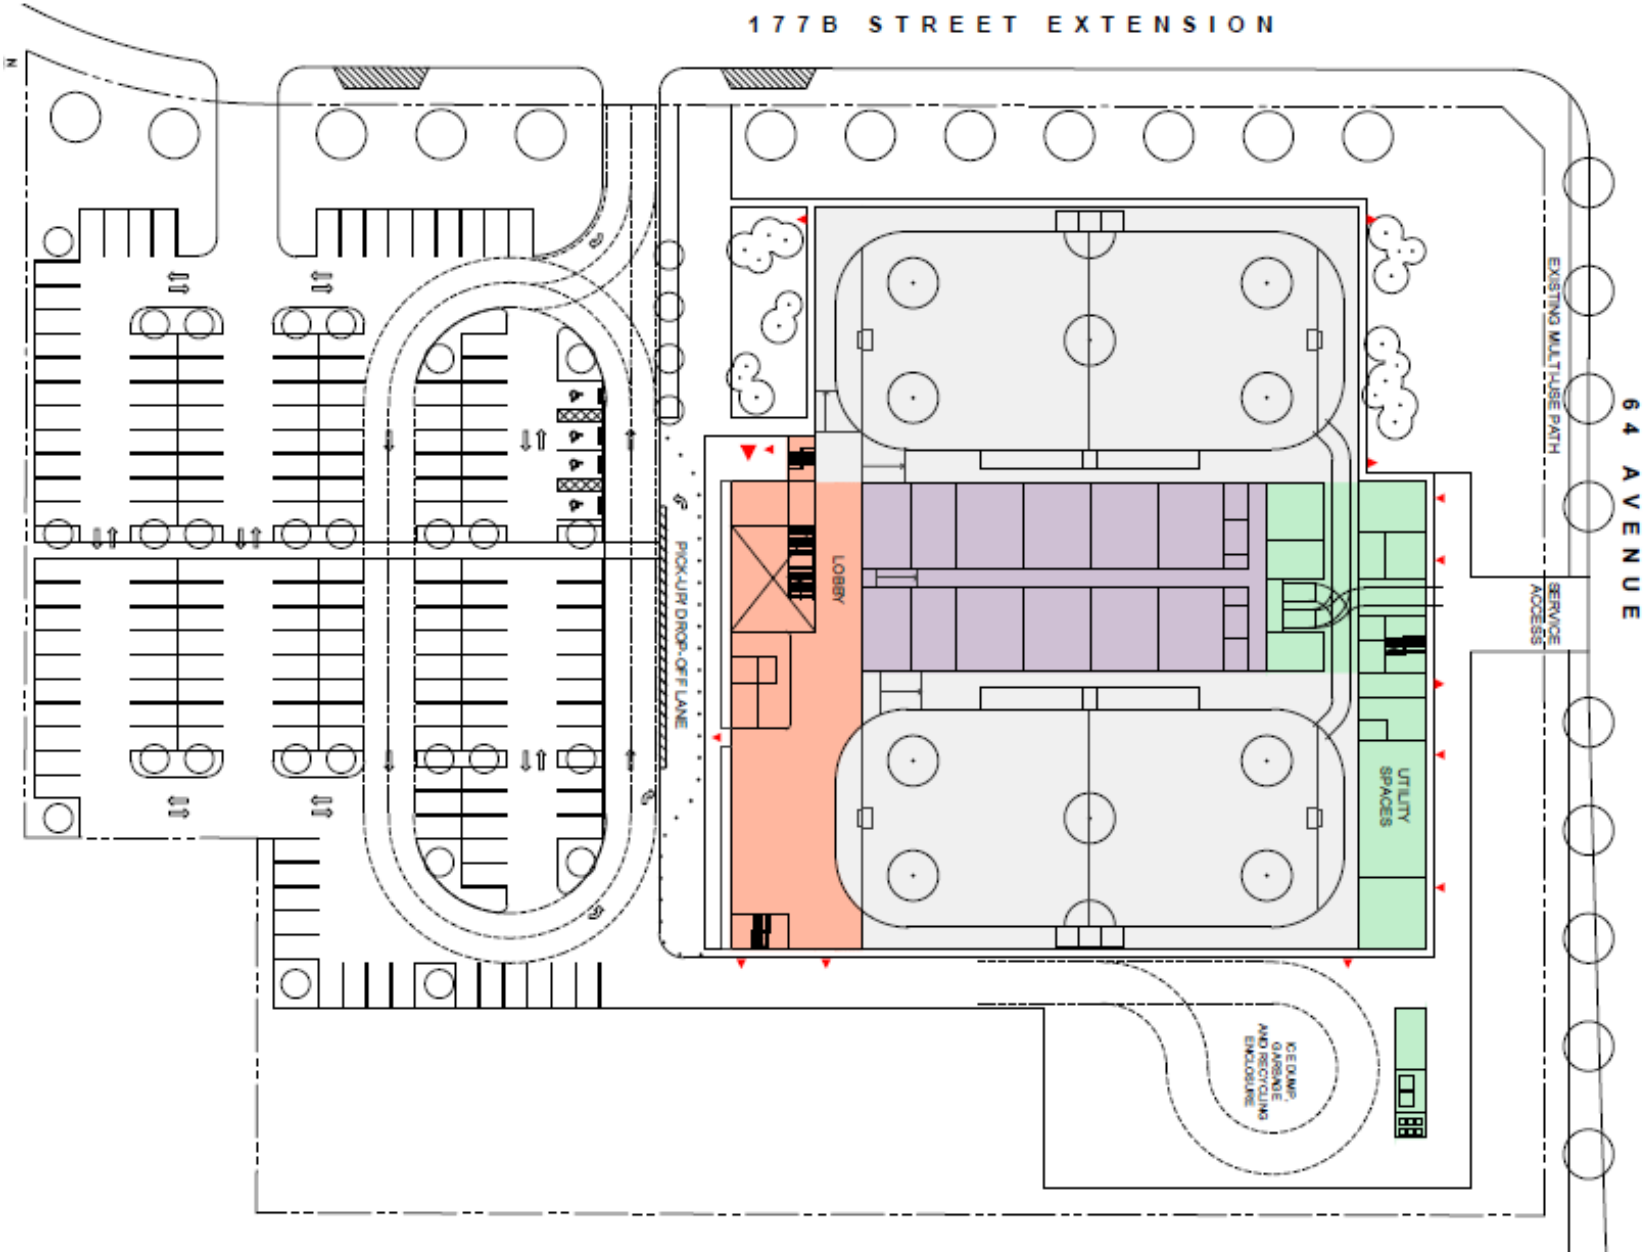 177B STREET EXTENSION
N
EXISTING MULTI-USE PATH
64 AVENUE
LOBBY
PICK-UP/ DROP-OFF LANE
SERVICE
ACCESS
UTILITY
SPACES
ICE DUMP,
GARBAGE
AND RECYCLING
ENCLOSURE